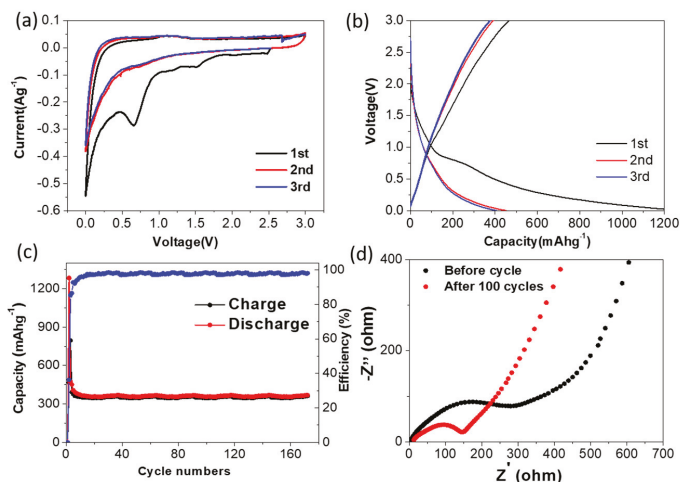 (a)
0.1
0.0
-0.1
-0.2
-0.3
-0.4
-0.5
-0.6
Current(Ag-1)
1st
2nd
3rd
0.0 0.5 1.0 1.5 2.0 2.5 3.0
Voltage(V)
(b)
3.0
2.5
2.0
1.5
1.0
0.5
0.0
Voltage(V)
1st
2nd
3rd
0 200 400 600 800 1000 1200
Capacity(mAhg-1)
(c)
1200
900
600
300
0
Capacity (mAhg-1)
Charge
Discharge
100
80
60
40
20
0
Efficiency (%)
0 40 80 120 160
Cycle numbers
(d)
400
200
0
-Z’’ (ohm)
Before cycle
After 100 cycles
0 100 200 300 400 500 600 700
Z' (ohm)